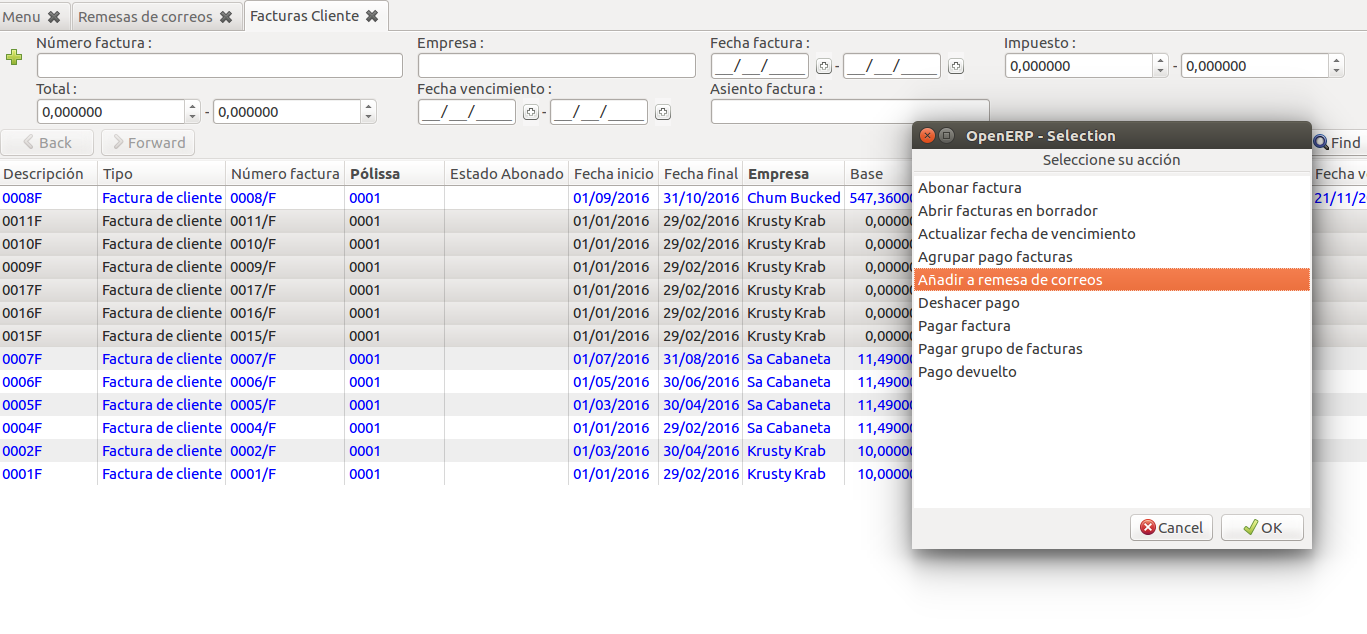 Menu
Remesas de correos
Facturas Cliente
Número factura :
Empresa :
Fecha factura :
Impuesto :
__/__/____ - __/__/____
0,000000 - 0,000000
Total :
Fecha vencimiento :
Asiento factura :
0,000000 - 0,000000
__/__/____ - __/__/____
Back
Forward
Find
Descripción Tipo Número factura Pólissa Estado Abonado Fecha inicio Fecha final Empresa Base Fecha v
0008F Factura de cliente 0008/F 0001 01/09/2016 31/10/2016 Chum Bucked 547,3600 21/11/2
0011F Factura de cliente 0011/F 0001 01/01/2016 29/02/2016 Krusty Krab 0,0000
0010F Factura de cliente 0010/F 0001 01/01/2016 29/02/2016 Krusty Krab 0,0000
0009F Factura de cliente 0009/F 0001 01/01/2016 29/02/2016 Krusty Krab 0,0000
0017F Factura de cliente 0017/F 0001 01/01/2016 29/02/2016 Krusty Krab 0,0000
0016F Factura de cliente 0016/F 0001 01/01/2016 29/02/2016 Krusty Krab 0,0000
0015F Factura de cliente 0015/F 0001 01/01/2016 29/02/2016 Krusty Krab 0,0000
0007F Factura de cliente 0007/F 0001 01/07/2016 31/08/2016 Sa Cabaneta 11,4900
0006F Factura de cliente 0006/F 0001 01/05/2016 30/06/2016 Sa Cabaneta 11,4900
0005F Factura de cliente 0005/F 0001 01/03/2016 30/04/2016 Sa Cabaneta 11,4900
0004F Factura de cliente 0004/F 0001 01/01/2016 29/02/2016 Sa Cabaneta 11,4900
0002F Factura de cliente 0002/F 0001 01/03/2016 30/04/2016 Krusty Krab 10,0000
0001F Factura de cliente 0001/F 0001 01/01/2016 29/02/2016 Krusty Krab 10,0000
OpenERP - Selection
Seleccione su acción
Abonar factura
Abrir facturas en borrador
Actualizar fecha de vencimiento
Agrupar pago facturas
Añadir a remesa de correos
Deshacer pago
Pagar factura
Pagar grupo de facturas
Pago devuelto
Cancel
OK